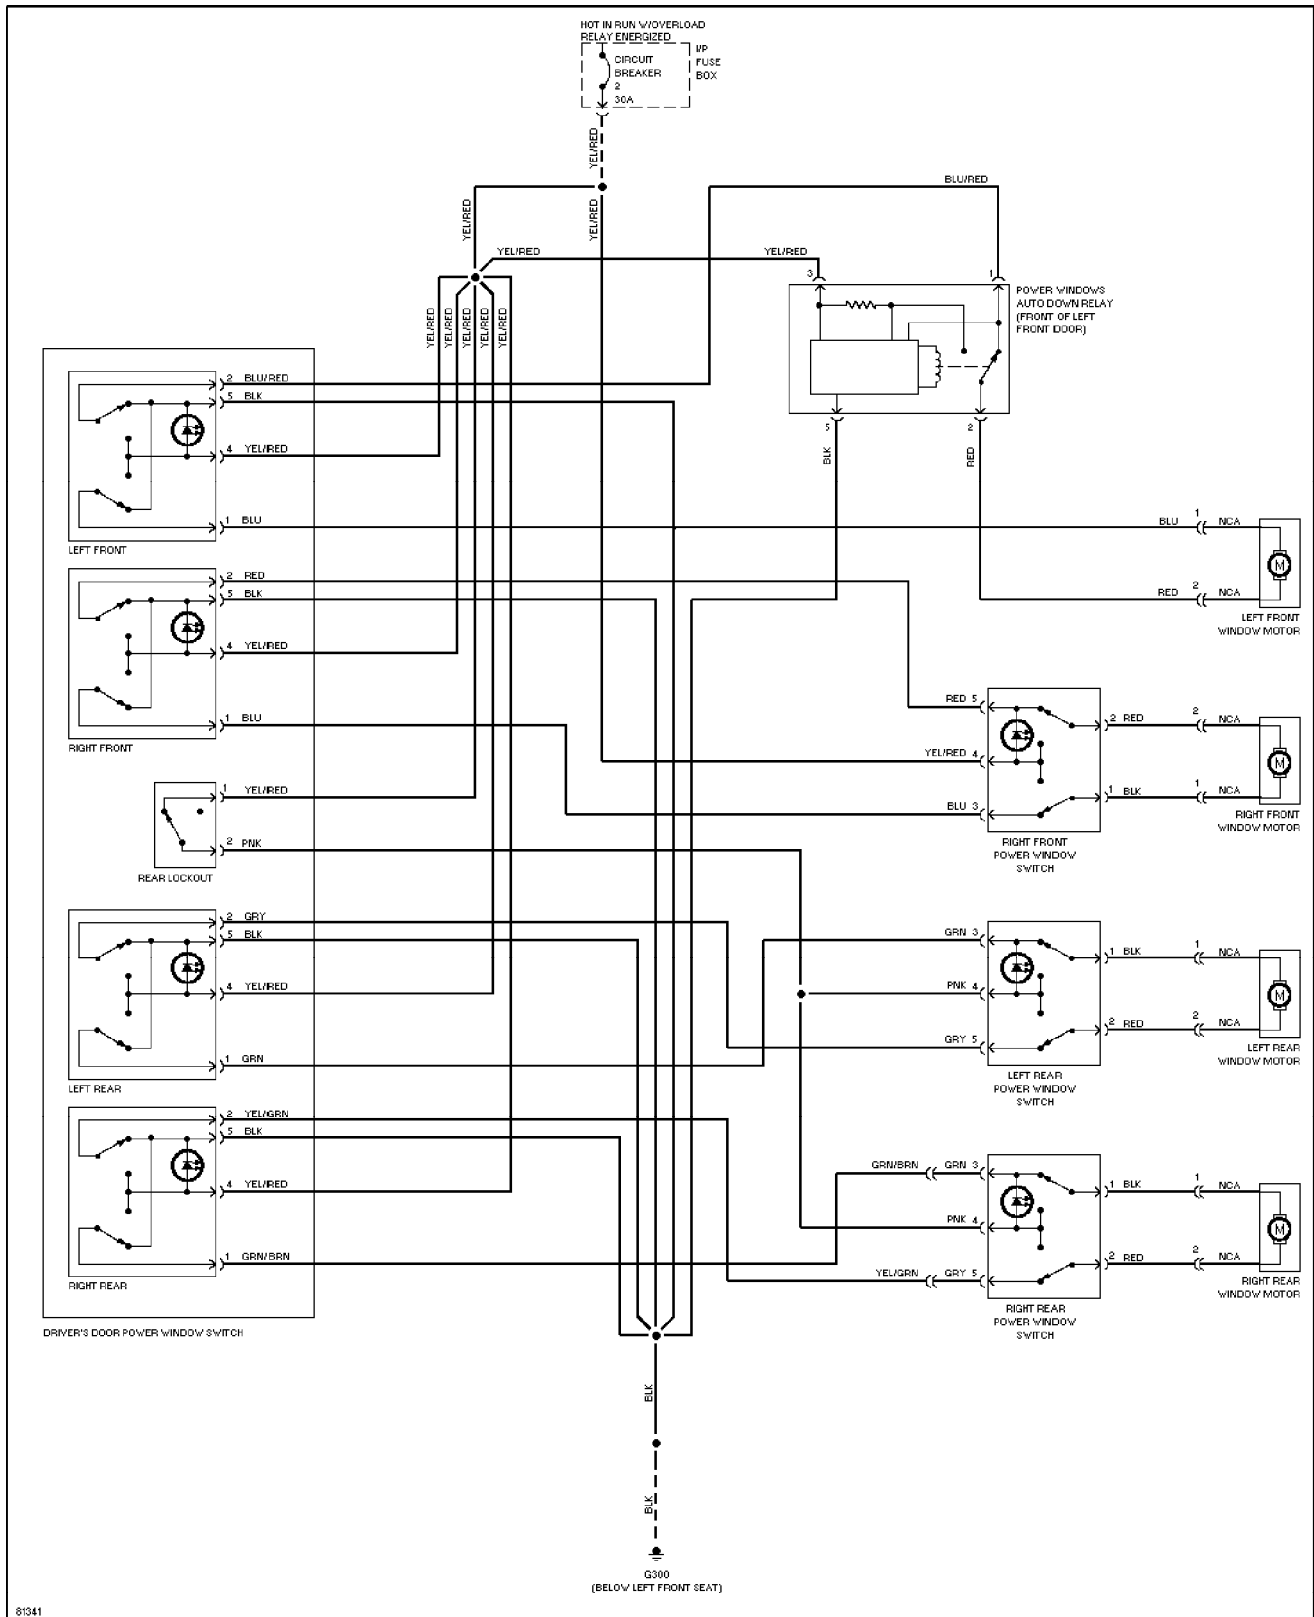 HOT IN RUN W/OVERLOAD
RELAY ENERGIZED
CIRCUIT
BREAKER
2
30A
I/P
FUSE
BOX
YEL/RED
YEL/RED
YEL/RED
BLU/RED
YEL/RED
YEL/RED
3
1
POWER WINDOWS
AUTO DOWN RELAY
(FRONT OF LEFT
FRONT DOOR)
YEL/RED
YEL/RED
YEL/RED
YEL/RED
YEL/RED
5
2
BLK
RED
2 BLU/RED
5 BLK
4 YEL/RED
1 BLU
LEFT FRONT
BLU
1
NCA
M
RED
2
NCA
LEFT FRONT
WINDOW MOTOR
2 RED
5 BLK
4 YEL/RED
1 BLU
RIGHT FRONT
RED 5
YEL/RED 4
BLU 3
2 RED
2
NCA
M
1 BLK
1
NCA
RIGHT FRONT
WINDOW MOTOR
RIGHT FRONT
POWER WINDOW
SWITCH
1 YEL/RED
2 PNK
REAR LOCKOUT
2 GRY
5 BLK
4 YEL/RED
1 GRN
LEFT REAR
GRN 3
PNK 4
GRY 5
1 BLK
1
NCA
M
2 RED
2
NCA
LEFT REAR
WINDOW MOTOR
LEFT REAR
POWER WINDOW
SWITCH
2 YEL/GRN
5 BLK
4 YEL/RED
1 GRN/BRN
RIGHT REAR
GRN/BRN
GRN 3
PNK 4
YEL/GRN
GRY 5
1 BLK
1
NCA
M
2 RED
2
NCA
RIGHT REAR
WINDOW MOTOR
RIGHT REAR
POWER WINDOW
SWITCH
DRIVER'S DOOR POWER WINDOW SWITCH
BLK
BLK
G300
(BELOW LEFT FRONT SEAT)
81341